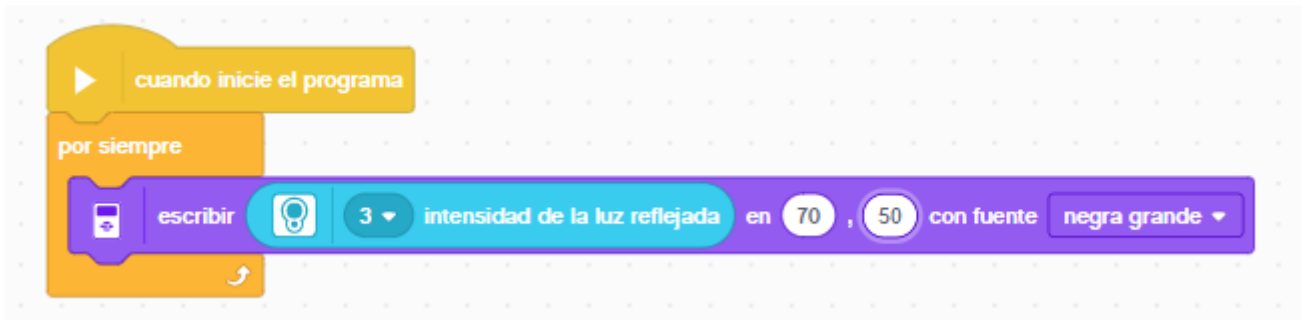 cuando inicie el programa
por siempre
escribir 3 intensidad de la luz reflejada en 70 , 50 con fuente negra grande